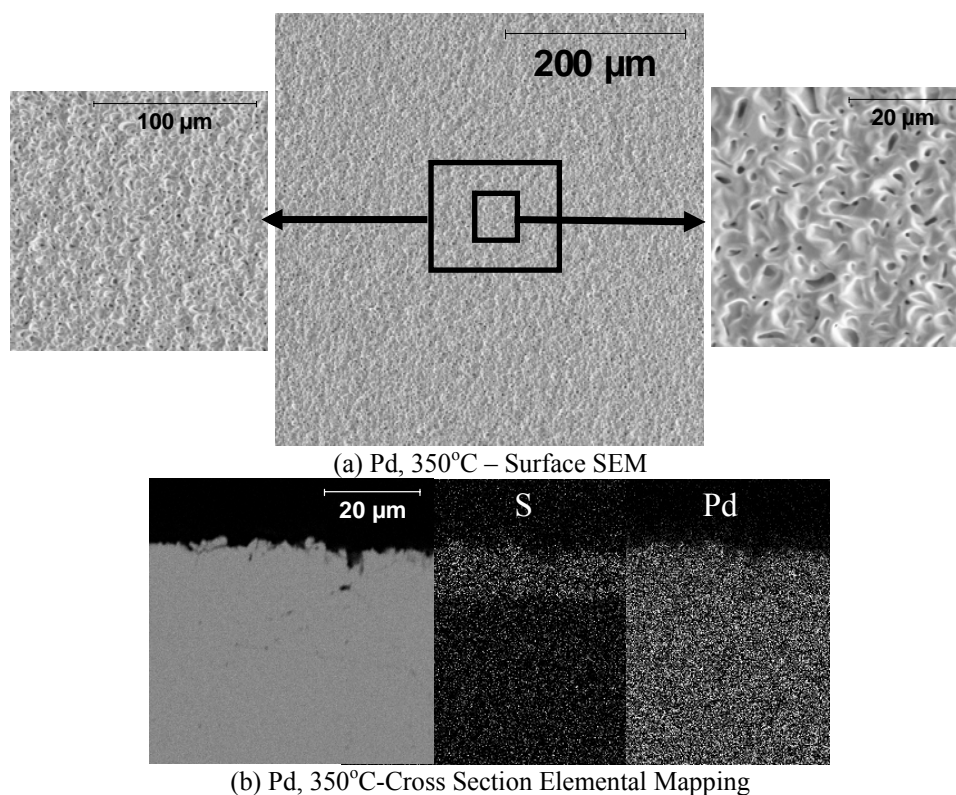 200 µm
100 µm
20 µm
(a) Pd, 350°C – Surface SEM
20 µm
S
Pd
(b) Pd, 350°C-Cross Section Elemental Mapping